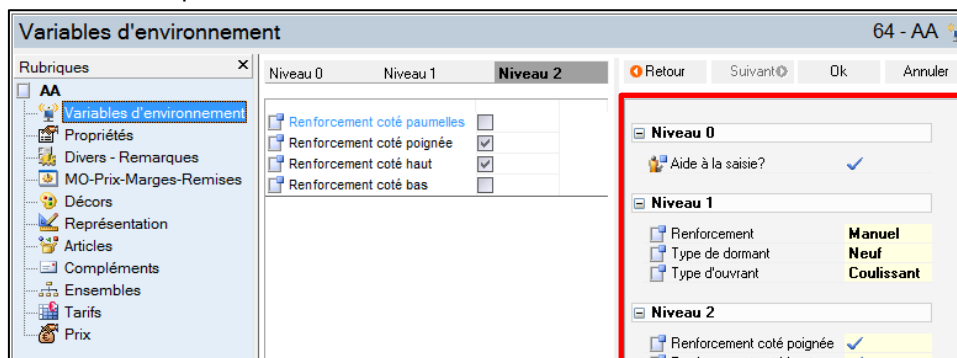 Variables d'environnement 64 - AA
Rubriques
AA
Variables d'environnement
Propriétés
Divers - Remarques
MO-Prix-Marges-Remises
Décors
Représentation
Articles
Compléments
Ensembles
Tarifs
Prix
Niveau 0 Niveau 1 Niveau 2
Renforcement coté paumelles
Renforcement coté poignée
Renforcement coté haut
Renforcement coté bas
Retour Suivant Ok Annuler
Niveau 0
Aide à la saisie?
Niveau 1
Renforcement Manuel
Type de dormant Neuf
Type d'ouvrant Coulissant
Niveau 2
Renforcement coté poignée